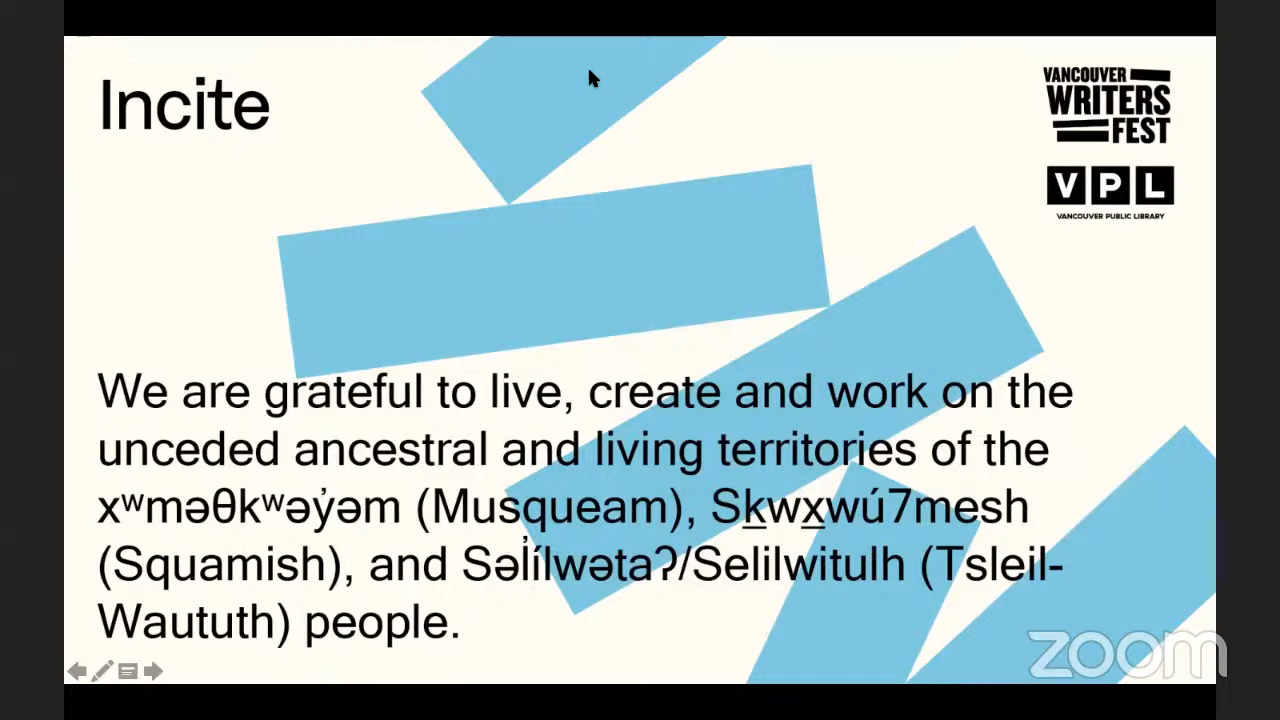 Incite
VANCOUVER
WRITERS
FEST
VPL
VANCOUVER PUBLIC LIBRARY
We are grateful to live, create and work on the
unceded ancestral and living territories of the
xʷməθkʷəy̓əm (Musqueam), Sḵwx̱wú7mesh
(Squamish), and Səl̓ílwətaʔ/Selilwitulh (Tsleil-
Waututh) people.
zoom